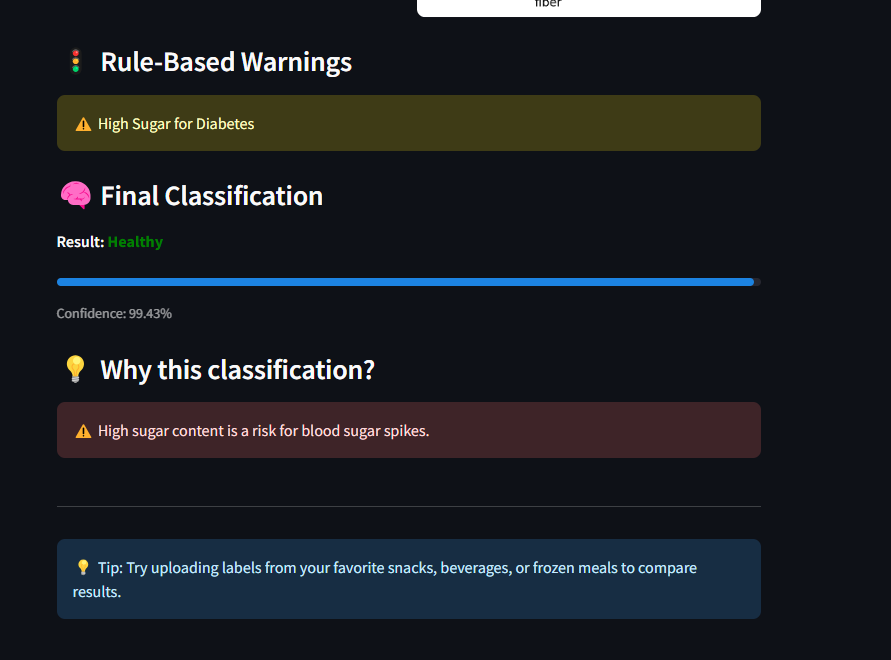 fiber
Rule-Based Warnings
High Sugar for Diabetes
Final Classification
Result: Healthy
Confidence: 99.43%
Why this classification?
High sugar content is a risk for blood sugar spikes.
Tip: Try uploading labels from your favorite snacks, beverages, or frozen meals to compare
results.